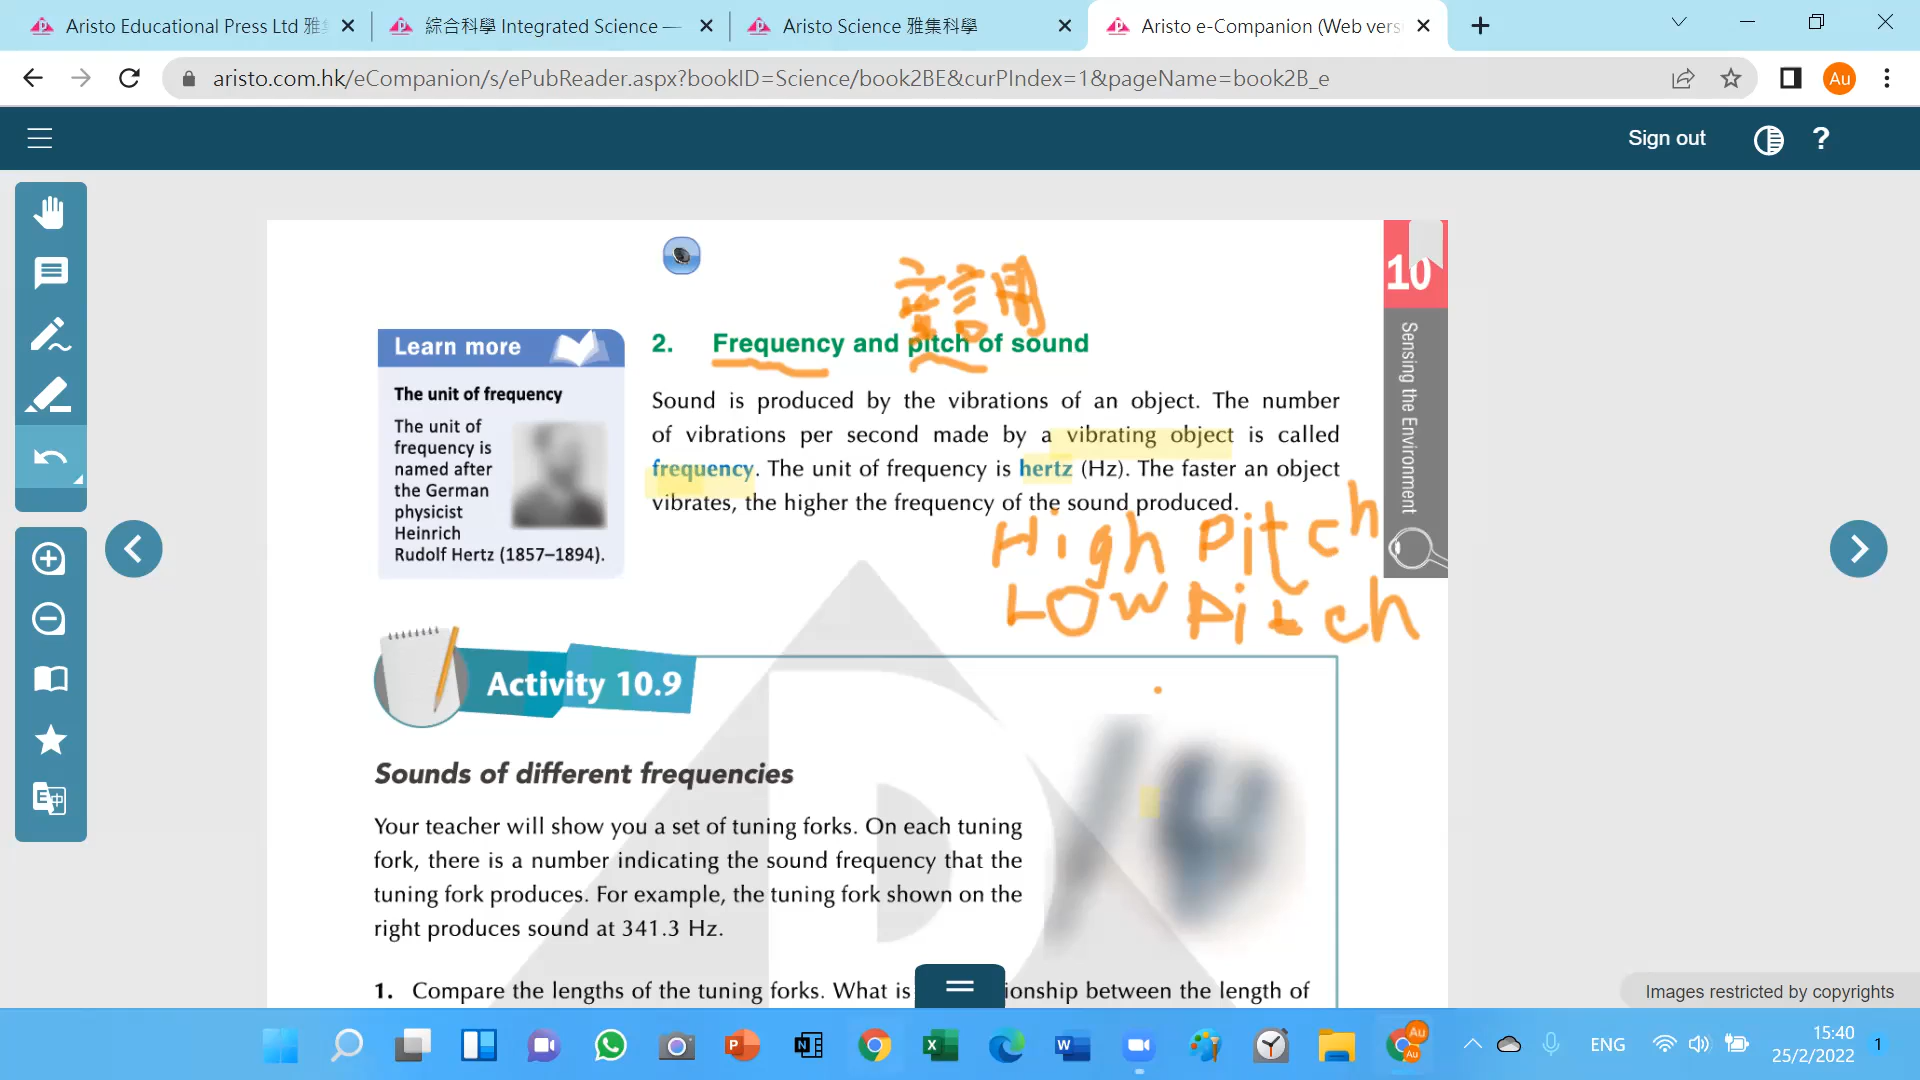 Aristo Educational Press Ltd 雅
綜合科學 Integrated Science —
Aristo Science 雅集科學
Aristo e-Companion (Web vers
aristo.com.hk/eCompanion/s/ePubReader.aspx?bookID=Science/book2BE&curPIndex=1&pageName=book2B_e
Au
Sign out
?
10
Sensing the Environment
音調
2. Frequency and pitch of sound
Learn more
The unit of frequency
The unit of
frequency is
named after
the German
physicist
Heinrich
Rudolf Hertz (1857–1894).
Sound is produced by the vibrations of an object. The number
of vibrations per second made by a vibrating object is called
frequency. The unit of frequency is hertz (Hz). The faster an object
vibrates, the higher the frequency of the sound produced.
High Pitch
Low Pitch
Activity 10.9
Sounds of different frequencies
Your teacher will show you a set of tuning forks. On each tuning
fork, there is a number indicating the sound frequency that the
tuning fork produces. For example, the tuning fork shown on the
right produces sound at 341.3 Hz.
1. Compare the lengths of the tuning forks. What is ionship between the length of
Images restricted by copyrights
ENG
15:40
25/2/2022
1